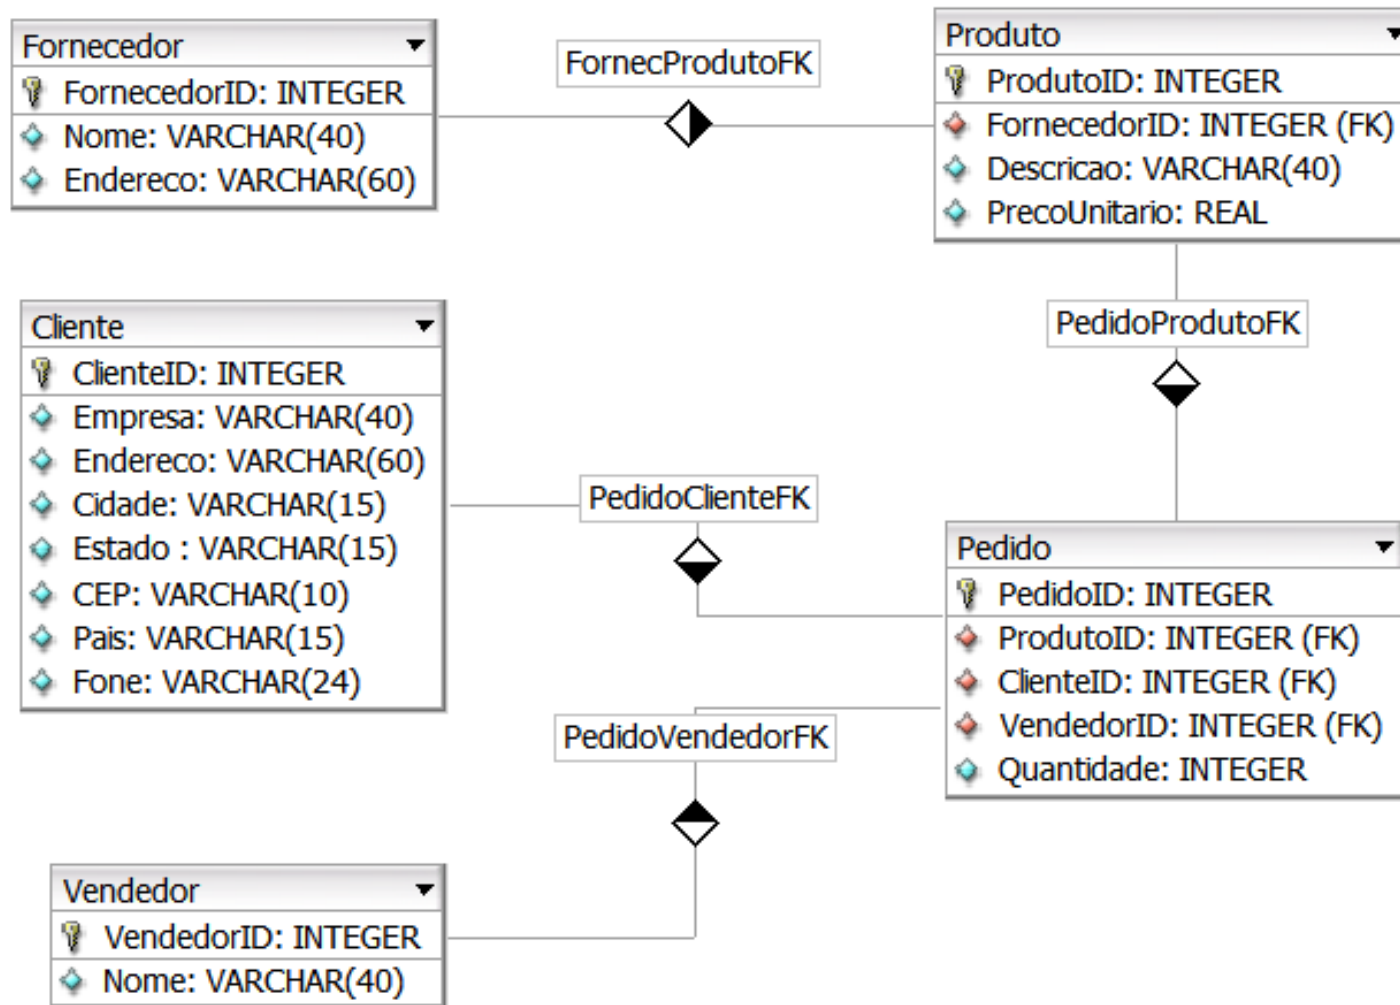 Fornecedor
FornecedorID: INTEGER
Nome: VARCHAR(40)
Endereco: VARCHAR(60)
FornecProdutoFK
Produto
ProdutoID: INTEGER
FornecedorID: INTEGER (FK)
Descricao: VARCHAR(40)
PrecoUnitario: REAL
PedidoProdutoFK
Cliente
ClienteID: INTEGER
Empresa: VARCHAR(40)
Endereco: VARCHAR(60)
Cidade: VARCHAR(15)
Estado : VARCHAR(15)
CEP: VARCHAR(10)
Pais: VARCHAR(15)
Fone: VARCHAR(24)
PedidoClienteFK
Pedido
PedidoID: INTEGER
ProdutoID: INTEGER (FK)
ClienteID: INTEGER (FK)
VendedorID: INTEGER (FK)
Quantidade: INTEGER
PedidoVendedorFK
Vendedor
VendedorID: INTEGER
Nome: VARCHAR(40)